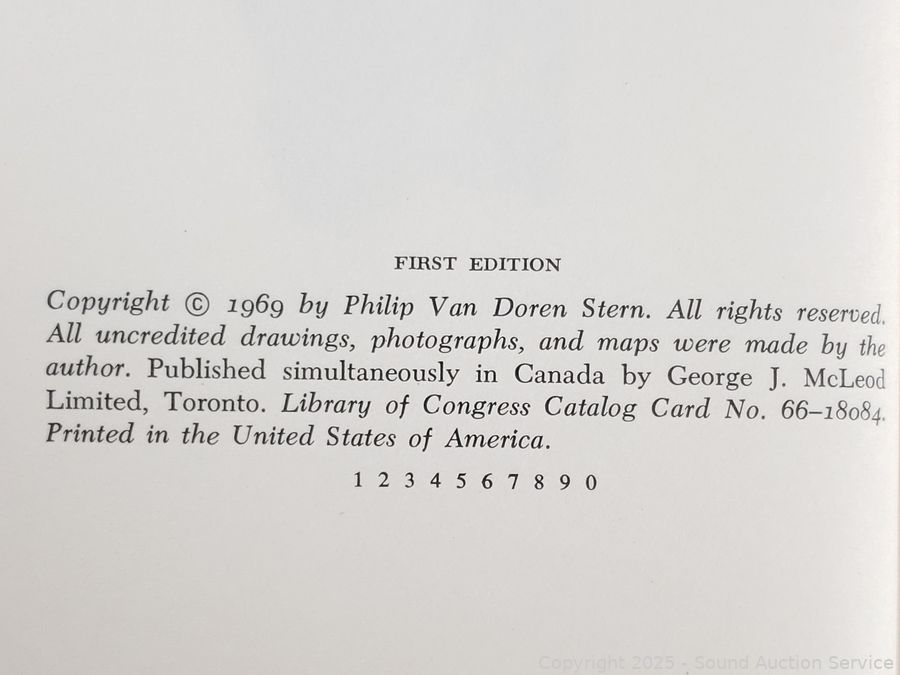 FIRST EDITION
Copyright © 1969 by Philip Van Doren Stern. All rights reserved.
All uncredited drawings, photographs, and maps were made by the
author. Published simultaneously in Canada by George J. McLeod
Limited, Toronto. Library of Congress Catalog Card No. 66–18084.
Printed in the United States of America.
1 2 3 4 5 6 7 8 9 0
Copyright 2025 - Sound Auction Service